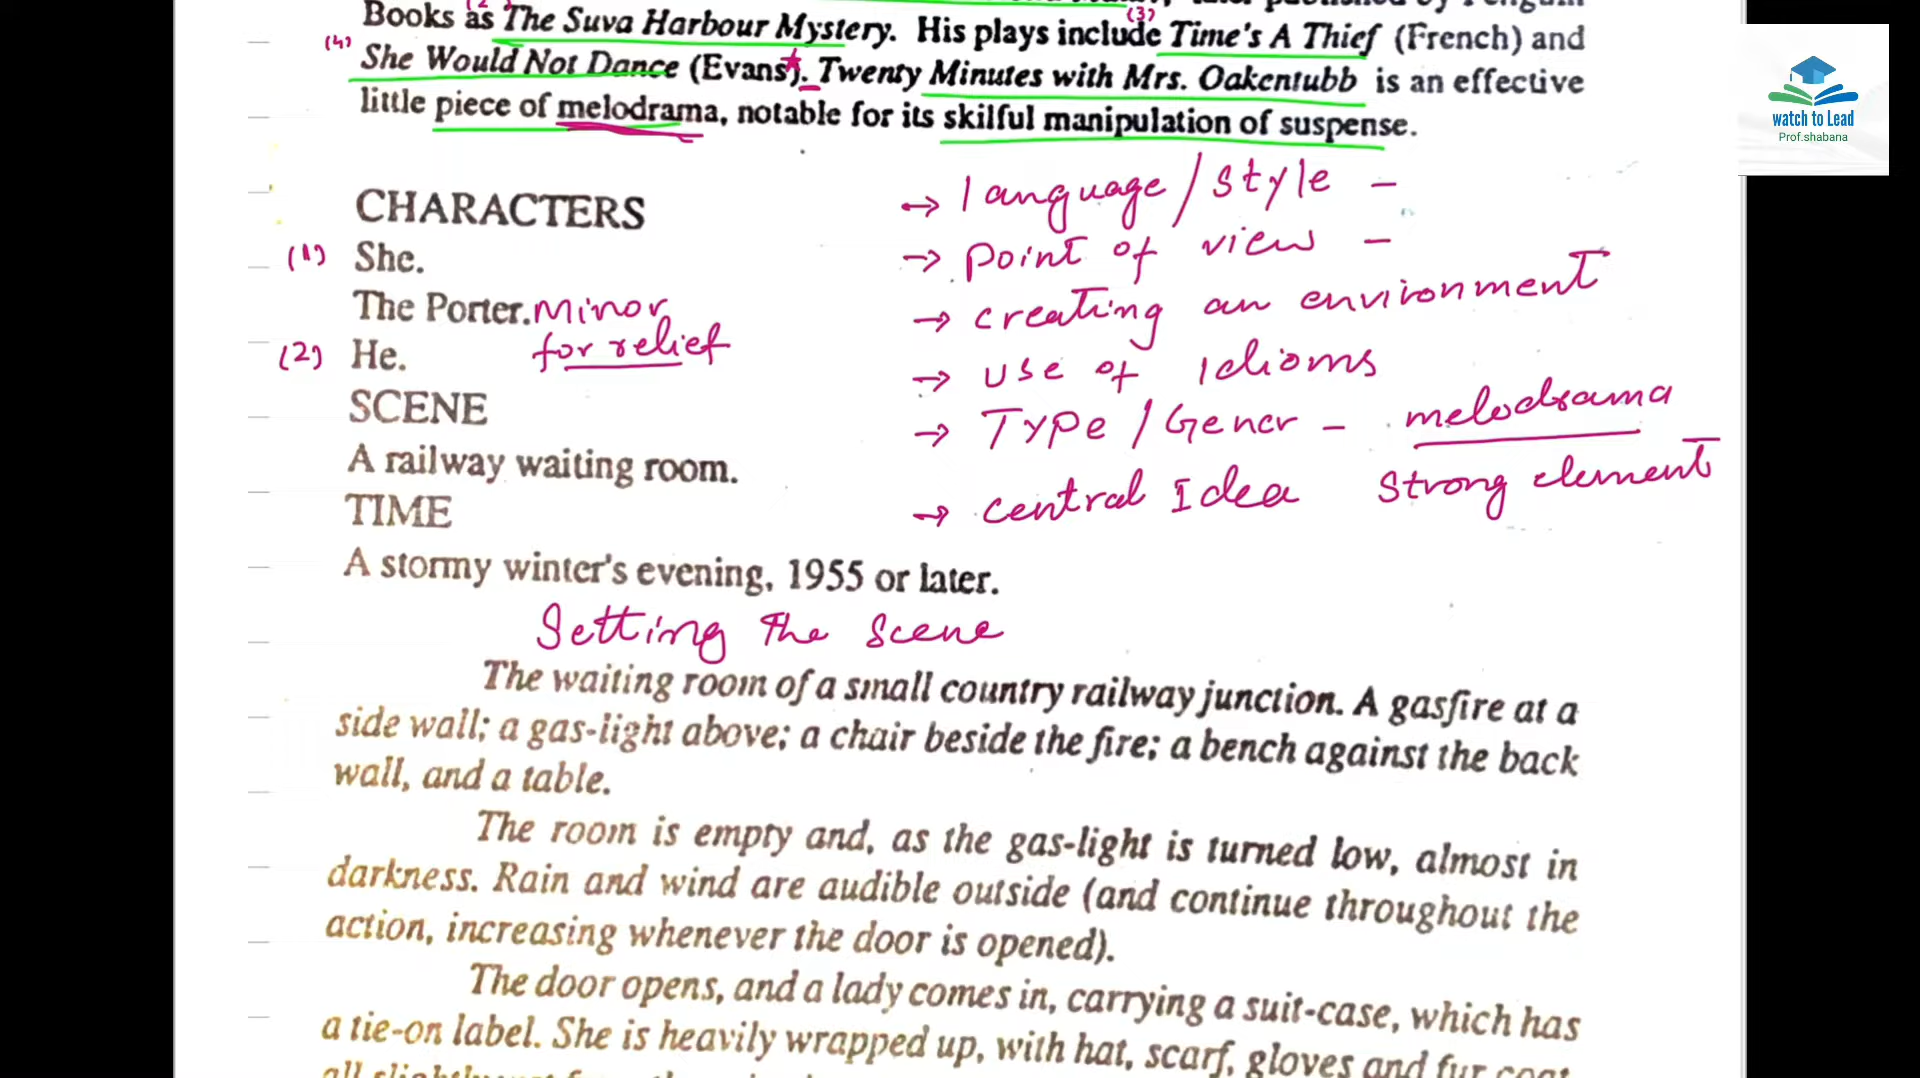 Books as The Suva Harbour Mystery. His plays include (3) Time's A Thief (French) and
(4) She Would Not Dance (Evans). Twenty Minutes with Mrs. Oakentubb is an effective
little piece of melodrama, notable for its skilful manipulation of suspense.
watch to Lead
Prof.shabana
CHARACTERS
(1) She.
The Porter. Minor
for relief
(2) He.
SCENE
A railway waiting room.
TIME
A stormy winter's evening, 1955 or later.
→ language / style -
→ point of view -
→ creating an environment
→ use of Idioms
→ Type / Gener - melodrama
→ central Idea strong element
Setting the scene
The waiting room of a small country railway junction. A gasfire at a
side wall; a gas-light above; a chair beside the fire; a bench against the back
wall, and a table.
The room is empty and, as the gas-light is turned low, almost in
darkness. Rain and wind are audible outside (and continue throughout the
action, increasing whenever the door is opened).
The door opens, and a lady comes in, carrying a suit-case, which has
a tie-on label. She is heavily wrapped up, with hat, scarf, gloves and fur coat,